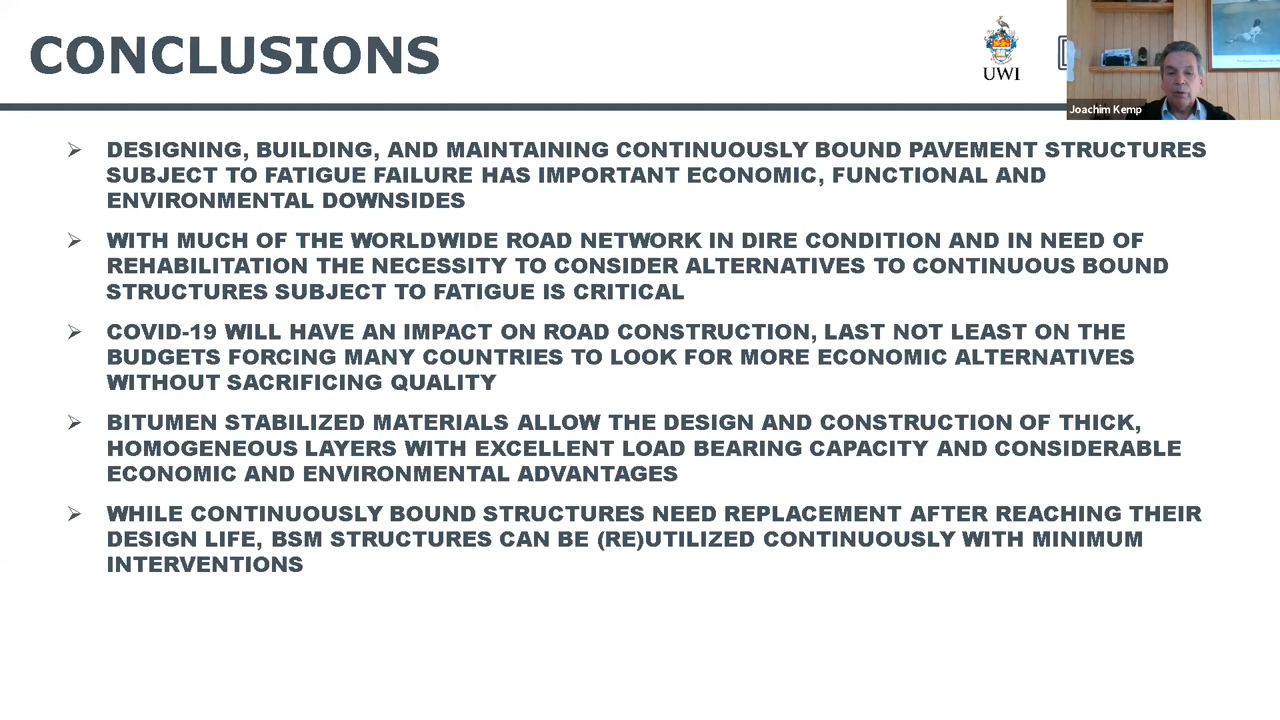 CONCLUSIONS
UWI
Joachim Kemp
DESIGNING, BUILDING, AND MAINTAINING CONTINUOUSLY BOUND PAVEMENT STRUCTURES
SUBJECT TO FATIGUE FAILURE HAS IMPORTANT ECONOMIC, FUNCTIONAL AND
ENVIRONMENTAL DOWNSIDES
WITH MUCH OF THE WORLDWIDE ROAD NETWORK IN DIRE CONDITION AND IN NEED OF
REHABILITATION THE NECESSITY TO CONSIDER ALTERNATIVES TO CONTINUOUS BOUND
STRUCTURES SUBJECT TO FATIGUE IS CRITICAL
COVID-19 WILL HAVE AN IMPACT ON ROAD CONSTRUCTION, LAST NOT LEAST ON THE
BUDGETS FORCING MANY COUNTRIES TO LOOK FOR MORE ECONOMIC ALTERNATIVES
WITHOUT SACRIFICING QUALITY
BITUMEN STABILIZED MATERIALS ALLOW THE DESIGN AND CONSTRUCTION OF THICK,
HOMOGENEOUS LAYERS WITH EXCELLENT LOAD BEARING CAPACITY AND CONSIDERABLE
ECONOMIC AND ENVIRONMENTAL ADVANTAGES
WHILE CONTINUOUSLY BOUND STRUCTURES NEED REPLACEMENT AFTER REACHING THEIR
DESIGN LIFE, BSM STRUCTURES CAN BE (RE)UTILIZED CONTINUOUSLY WITH MINIMUM
INTERVENTIONS